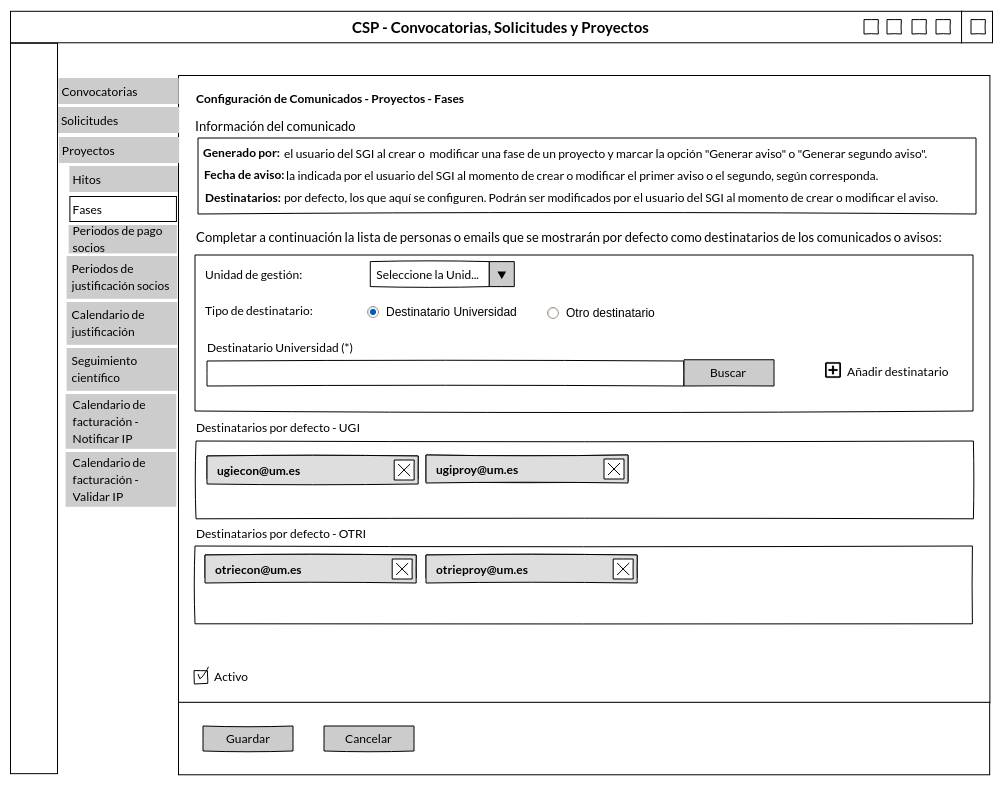 CSP - Convocatorias, Solicitudes y Proyectos
Convocatorias
Solicitudes
Proyectos
Hitos
Fases
Periodos de pago
socios
Periodos de
justificación socios
Calendario de
justificación
Seguimiento
científico
Calendario de
facturación -
Notificar IP
Calendario de
facturación -
Validar IP
Configuración de Comunicados - Proyectos - Fases
Información del comunicado
Generado por: el usuario del SGI al crear o modificar una fase de un proyecto y marcar la opción "Generar aviso" o "Generar segundo aviso".
Fecha de aviso: la indicada por el usuario del SGI al momento de crear o modificar el primer aviso o el segundo, según corresponda.
Destinatarios: por defecto, los que aquí se configuren. Podrán ser modificados por el usuario del SGI al momento de crear o modificar el aviso.
Completar a continuación la lista de personas o emails que se mostrarán por defecto como destinatarios de los comunicados o avisos:
Unidad de gestión: Seleccione la Unid...
Tipo de destinatario: Destinatario Universidad Otro destinatario
Destinatario Universidad (*)
Buscar Añadir destinatario
Destinatarios por defecto - UGI
ugiecon@um.es ugiproy@um.es
Destinatarios por defecto - OTRI
otriecon@um.es otrieproy@um.es
Activo
Guardar Cancelar